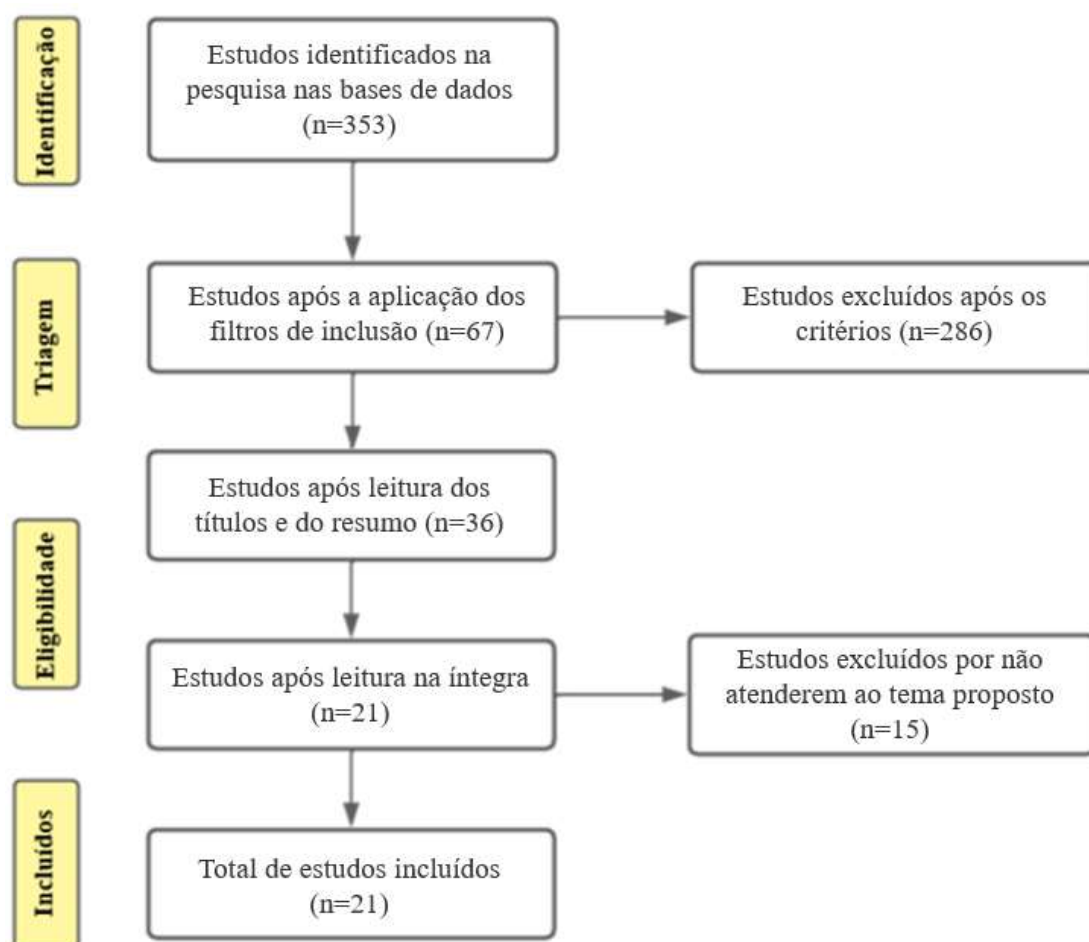 Identificação
Estudos identificados na
pesquisa nas bases de dados
(n=353)
Triagem
Estudos após a aplicação dos
filtros de inclusão (n=67)
Estudos excluídos após os
critérios (n=286)
Estudos após leitura dos
títulos e do resumo (n=36)
Eligibilidade
Estudos após leitura na íntegra
(n=21)
Estudos excluídos por não
atenderem ao tema proposto
(n=15)
Incluídos
Total de estudos incluídos
(n=21)